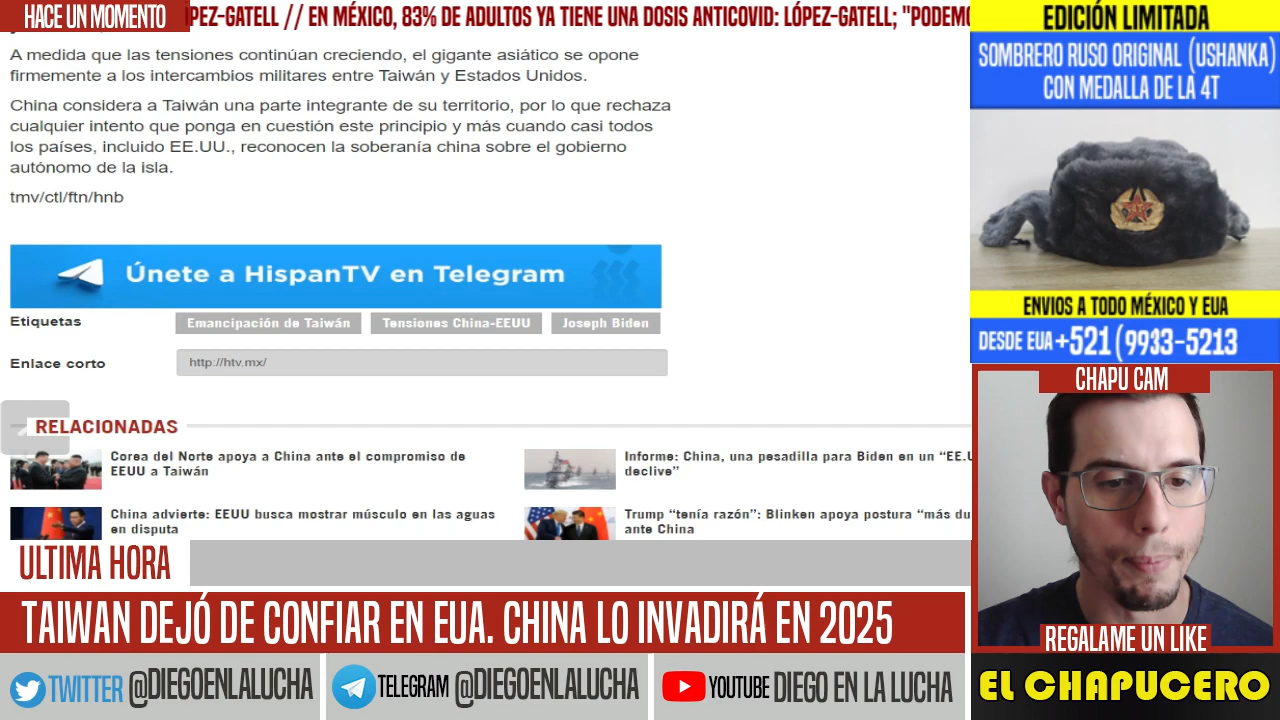 HACE UN MOMENTO
PEZ-GATELL // EN MÉXICO, 83% DE ADULTOS YA TIENE UNA DOSIS ANTICOVID: LÓPEZ-GATELL; "PODEMO
A medida que las tensiones continúan creciendo, el gigante asiático se opone
firmemente a los intercambios militares entre Taiwán y Estados Unidos.
China considera a Taiwán una parte integrante de su territorio, por lo que rechaza
cualquier intento que ponga en cuestión este principio y más cuando casi todos
los países, incluido EE.UU., reconocen la soberanía china sobre el gobierno
autónomo de la isla.
tmv/ctl/ftn/hnb
Únete a HispanTV en Telegram
Etiquetas
Emancipación de Taiwán
Tensiones China-EEUU
Joseph Biden
Enlace corto
http://htv.mx/
RELACIONADAS
Corea del Norte apoya a China ante el compromiso de
EEUU a Taiwán
Informe: China, una pesadilla para Biden en un “EE.U
declive”
China advierte: EEUU busca mostrar músculo en las aguas
en disputa
Trump “tenía razón”: Blinken apoya postura “más du
ante China
ULTIMA HORA
TAIWAN DEJÓ DE CONFIAR EN EUA. CHINA LO INVADIRÁ EN 2025
TWITTER @DIEGOENLALUCHA
TELEGRAM @DIEGOENLALUCHA
YOUTUBE DIEGO EN LA LUCHA
EDICIÓN LIMITADA
SOMBRERO RUSO ORIGINAL (USHANKA)
CON MEDALLA DE LA 4T
ENVIOS A TODO MÉXICO Y EUA
DESDE EUA +521 (9933-5213
CHAPU CAM
REGALAME UN LIKE
EL CHAPUCERO